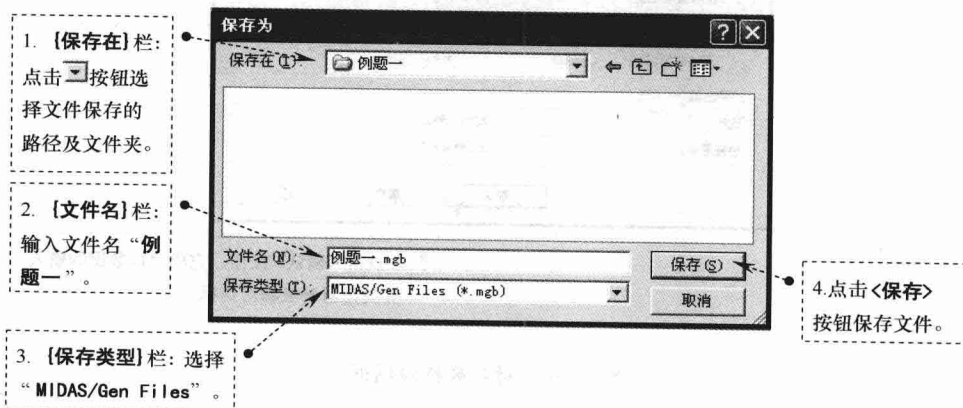 保存为
1. {保存在}栏:
点击按钮选
择文件保存的
路径及文件夹。
保存在(I):
例题一
2. {文件名}栏:
输入文件名“例
题一”。
文件名(N):
例题一.mgb
保存(S)
保存类型(T):
MIDAS/Gen Files (*.mgb)
取消
3. {保存类型}栏: 选择
“MIDAS/Gen Files”。
4.点击<保存>
按钮保存文件。